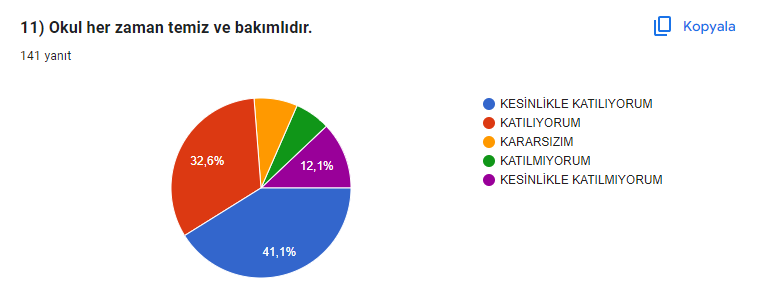 11) Okul her zaman temiz ve bakımlıdır.
Kopyala
141 yanıt
KESİNLİKLE KATILIYORUM
KATILIYORUM
KARARSIZIM
KATILMIYORUM
KESİNLİKLE KATILMIYORUM
32,6%
12,1%
41,1%